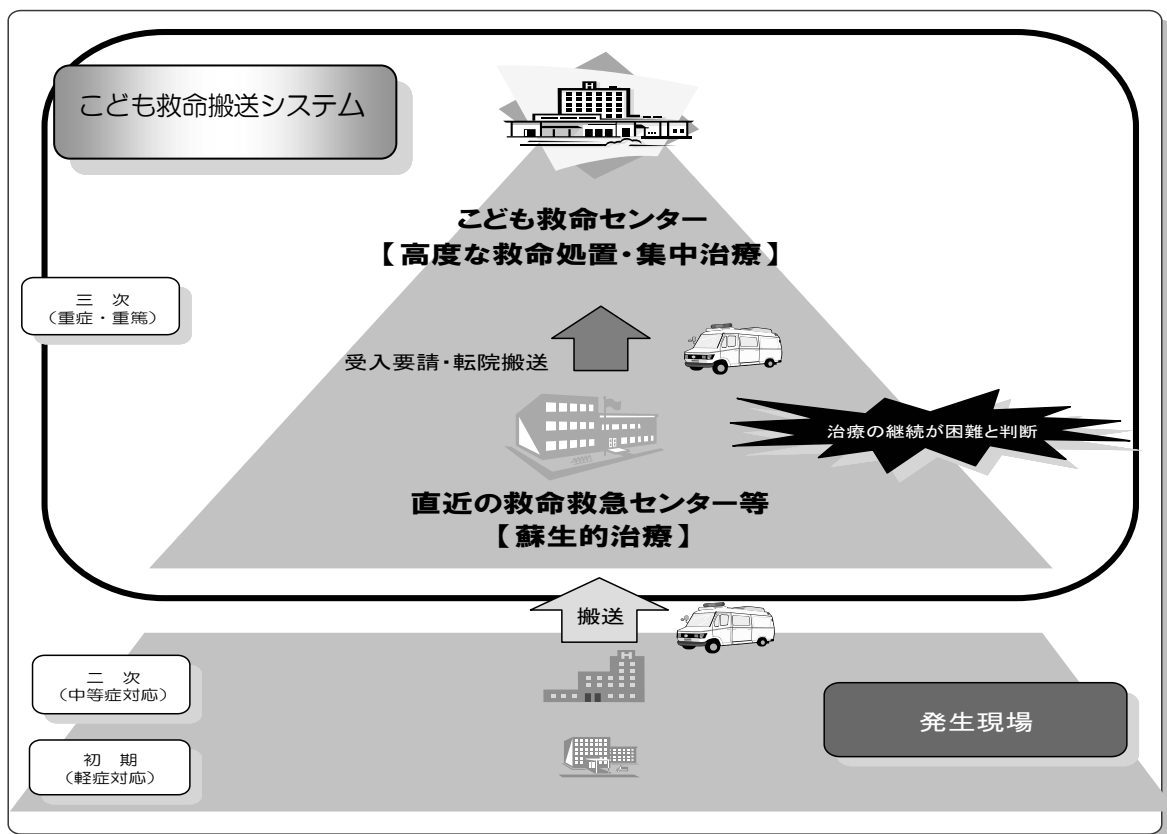 こども救命搬送システム
こども救命センター
【高度な救命処置・集中治療】
三　次
（重症・重篤）
受入要請・転院搬送
治療の継続が困難と判断
直近の救命救急センター等
【蘇生的治療】
搬送
二　次
（中等症対応）
発生現場
初　期
（軽症対応）